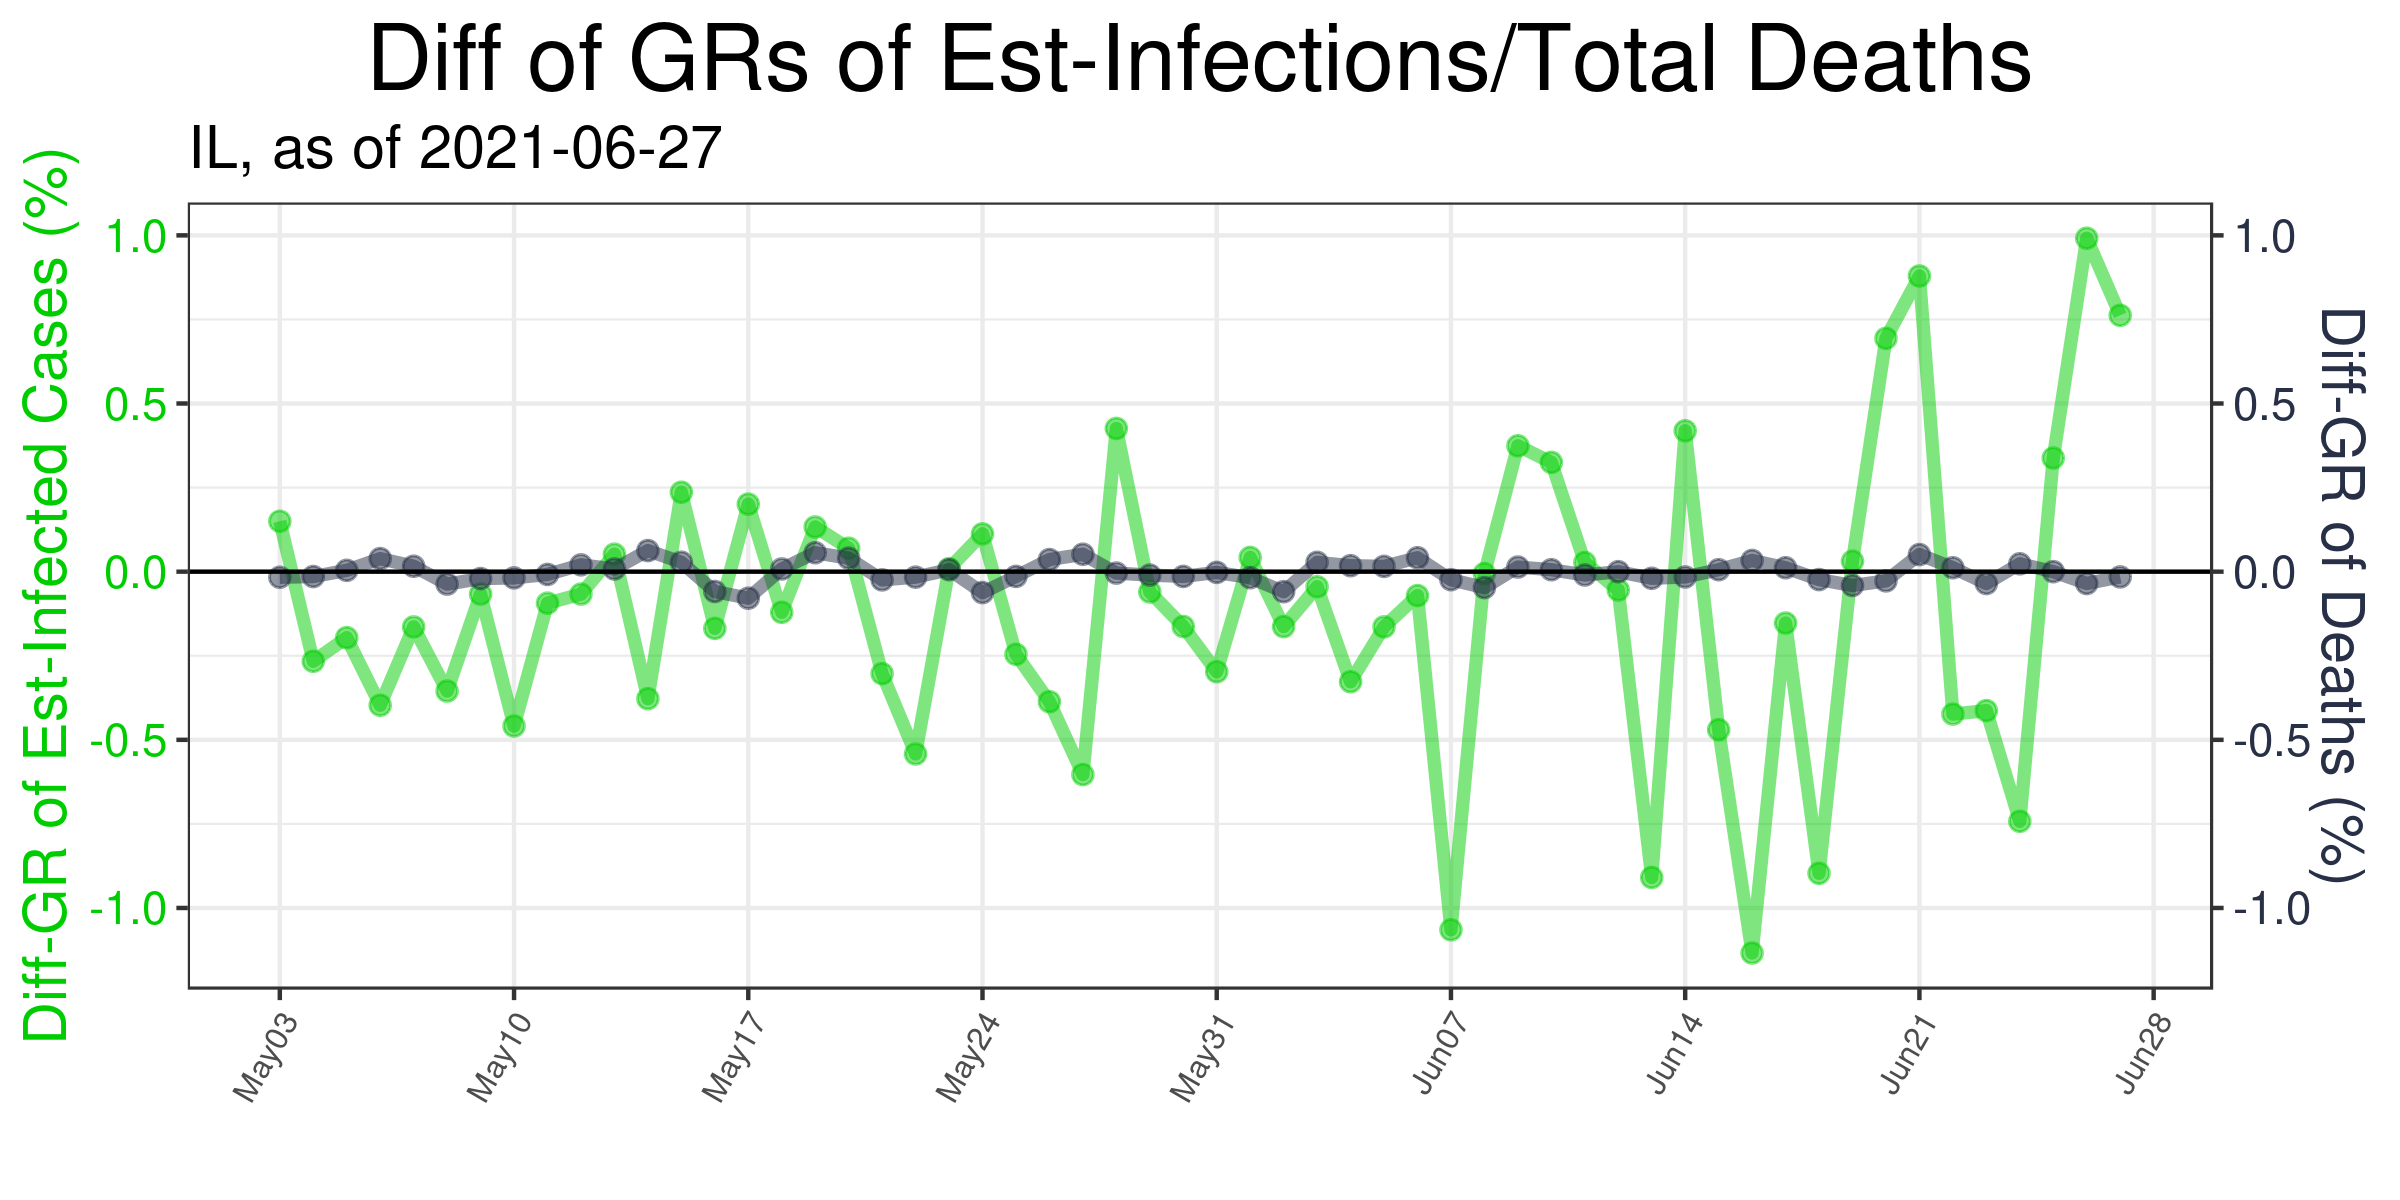 Diff of GRs of Est-Infections/Total Deaths
IL, as of 2021-06-27
Diff-GR of Est-Infected Cases (%)
1.0
0.5
0.0
-0.5
-1.0
1.0
0.5
0.0
-0.5
-1.0
Diff-GR of Deaths (%)
May03
May10
May17
May24
May31
Jun07
Jun14
Jun21
Jun28